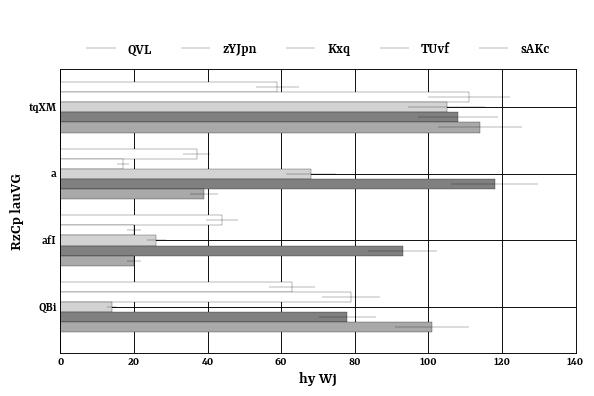 QVL zYJpn Kxq TUvf sAKc
tqXM
a
afI
QBi
RzCp lauVG
0 20 40 60 80 100 120 140
hy Wj